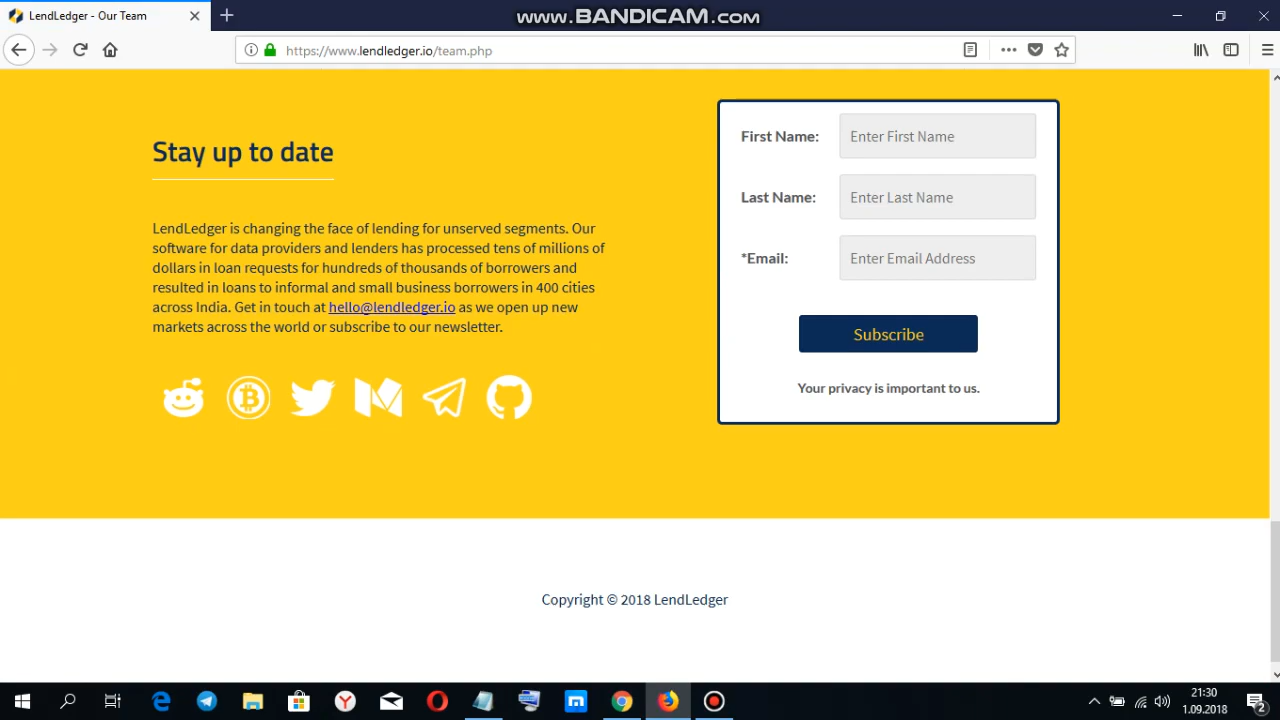 LendLedger - Our Team
www.BANDICAM.com
https://www.lendledger.io/team.php
Stay up to date
LendLedger is changing the face of lending for unserved segments. Our
software for data providers and lenders has processed tens of millions of
dollars in loan requests for hundreds of thousands of borrowers and
resulted in loans to informal and small business borrowers in 400 cities
across India. Get in touch at hello@lendledger.io as we open up new
markets across the world or subscribe to our newsletter.
First Name:
Enter First Name
Last Name:
Enter Last Name
*Email:
Enter Email Address
Subscribe
Your privacy is important to us.
Copyright © 2018 LendLedger
21:30
1.09.2018
2